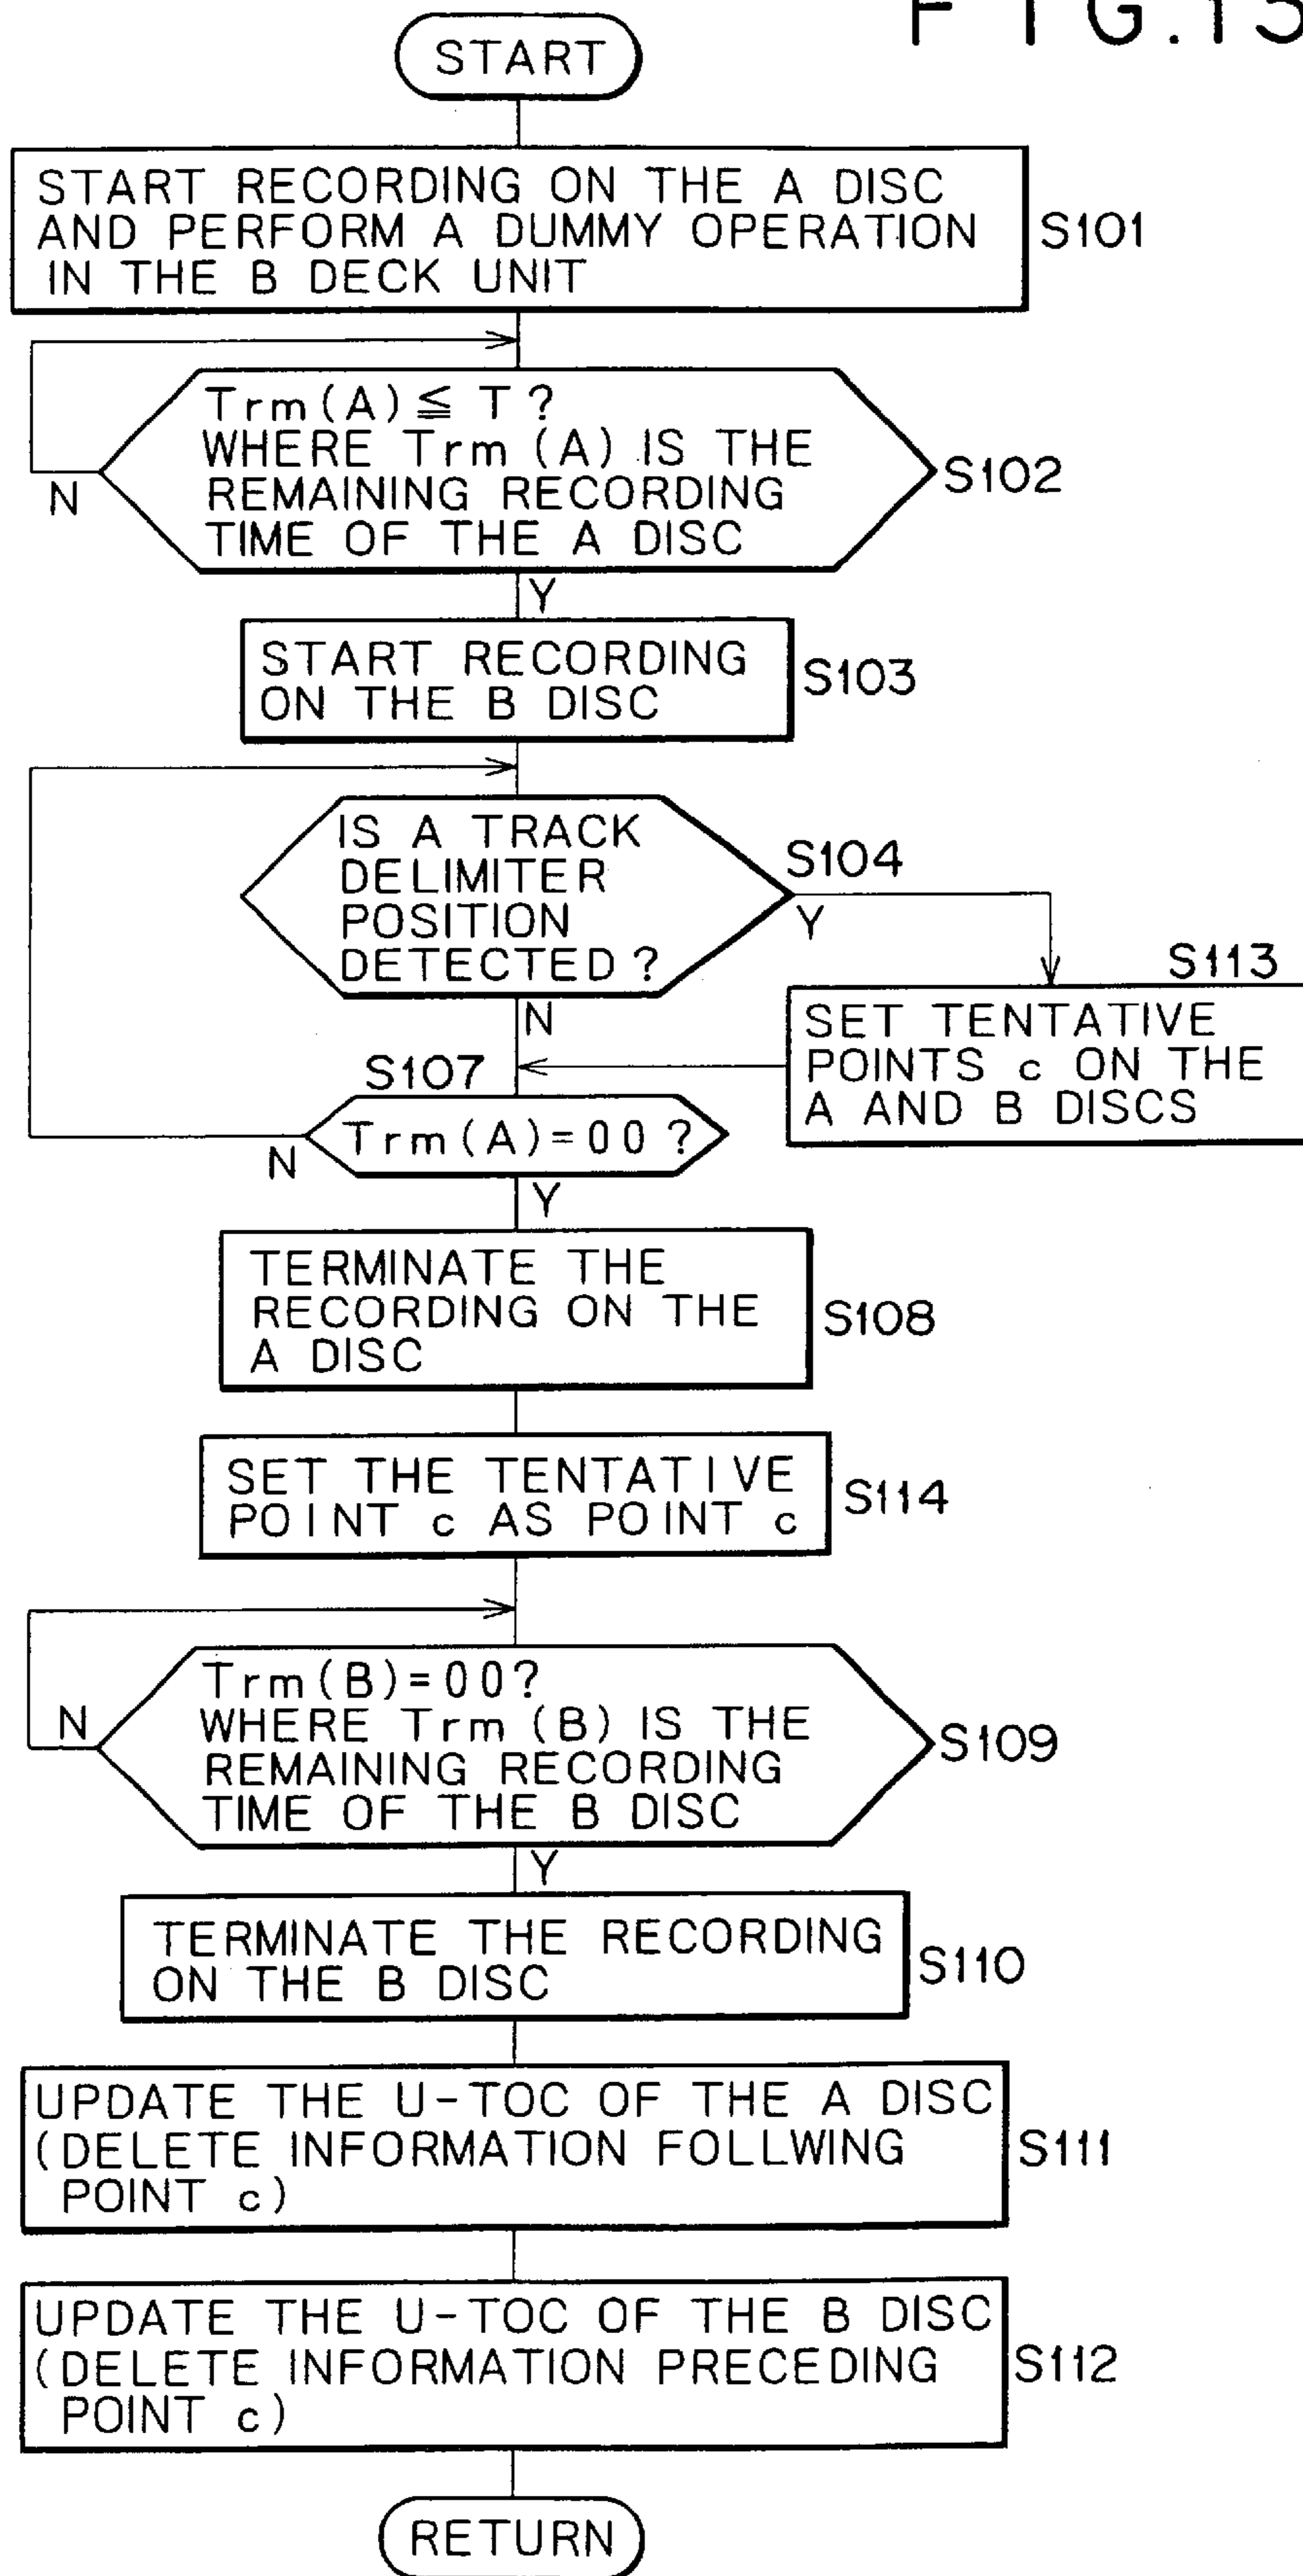 FIG.13
START
START RECORDING ON THE A DISC
AND PERFORM A DUMMY OPERATION
IN THE B DECK UNIT
S101
Trm(A)≦ T?
WHERE Trm (A) IS THE
REMAINING RECORDING
TIME OF THE A DISC
S102
N
Y
START RECORDING
ON THE B DISC
S103
IS A TRACK
DELIMITER
POSITION
DETECTED?
S104
Y
N
S113
SET TENTATIVE
POINTS c ON THE
A AND B DISCS
S107
Trm(A)=00?
N
Y
TERMINATE THE
RECORDING ON THE
A DISC
S108
SET THE TENTATIVE
POINT c AS POINT c
S114
Trm(B)=00?
WHERE Trm (B) IS THE
REMAINING RECORDING
TIME OF THE B DISC
S109
N
Y
TERMINATE THE RECORDING
ON THE B DISC
S110
UPDATE THE U-TOC OF THE A DISC
(DELETE INFORMATION FOLLWING
POINT c)
S111
UPDATE THE U-TOC OF THE B DISC
(DELETE INFORMATION PRECEDING
POINT c)
S112
RETURN